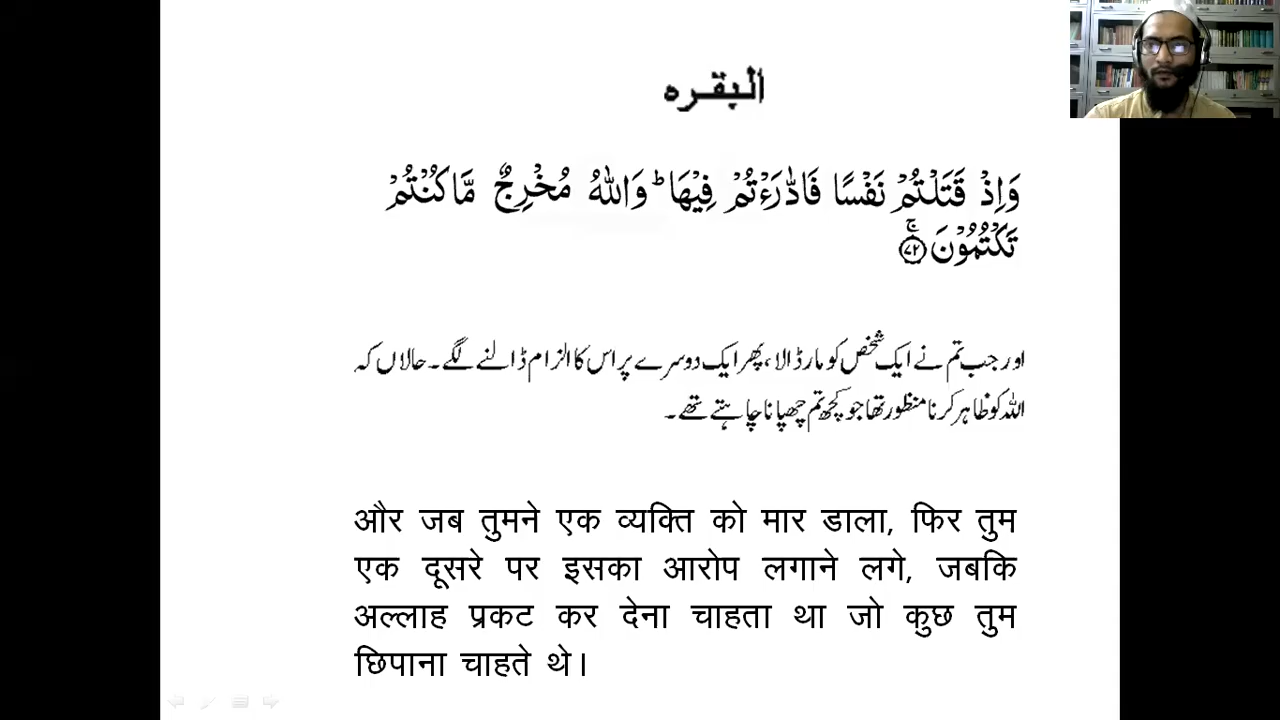 البقره
وَاِذْ قَتَلْتُمْ نَفْسًا فَادّٰرَءْتُمْ فِيْهَا ؕ وَاللّٰهُ مُخْرِجٌ مَّا كُنْتُمْ
تَكْتُمُوْنَ ۚ‏﴿۷۲﴾
اور جب تم نے ایک شخص کو مار ڈالا، پھر ایک دوسرے پر اس کا الزام ڈالنے لگے۔ حالاں کہ
اللہ کو ظاہر کرنا منظور تھا جو کچھ تم چھپانا چاہتے تھے۔
और जब तुमने एक व्यक्ति को मार डाला, फिर तुम
एक दूसरे पर इसका आरोप लगाने लगे, जबकि
अल्लाह प्रकट कर देना चाहता था जो कुछ तुम
छिपाना चाहते थे।